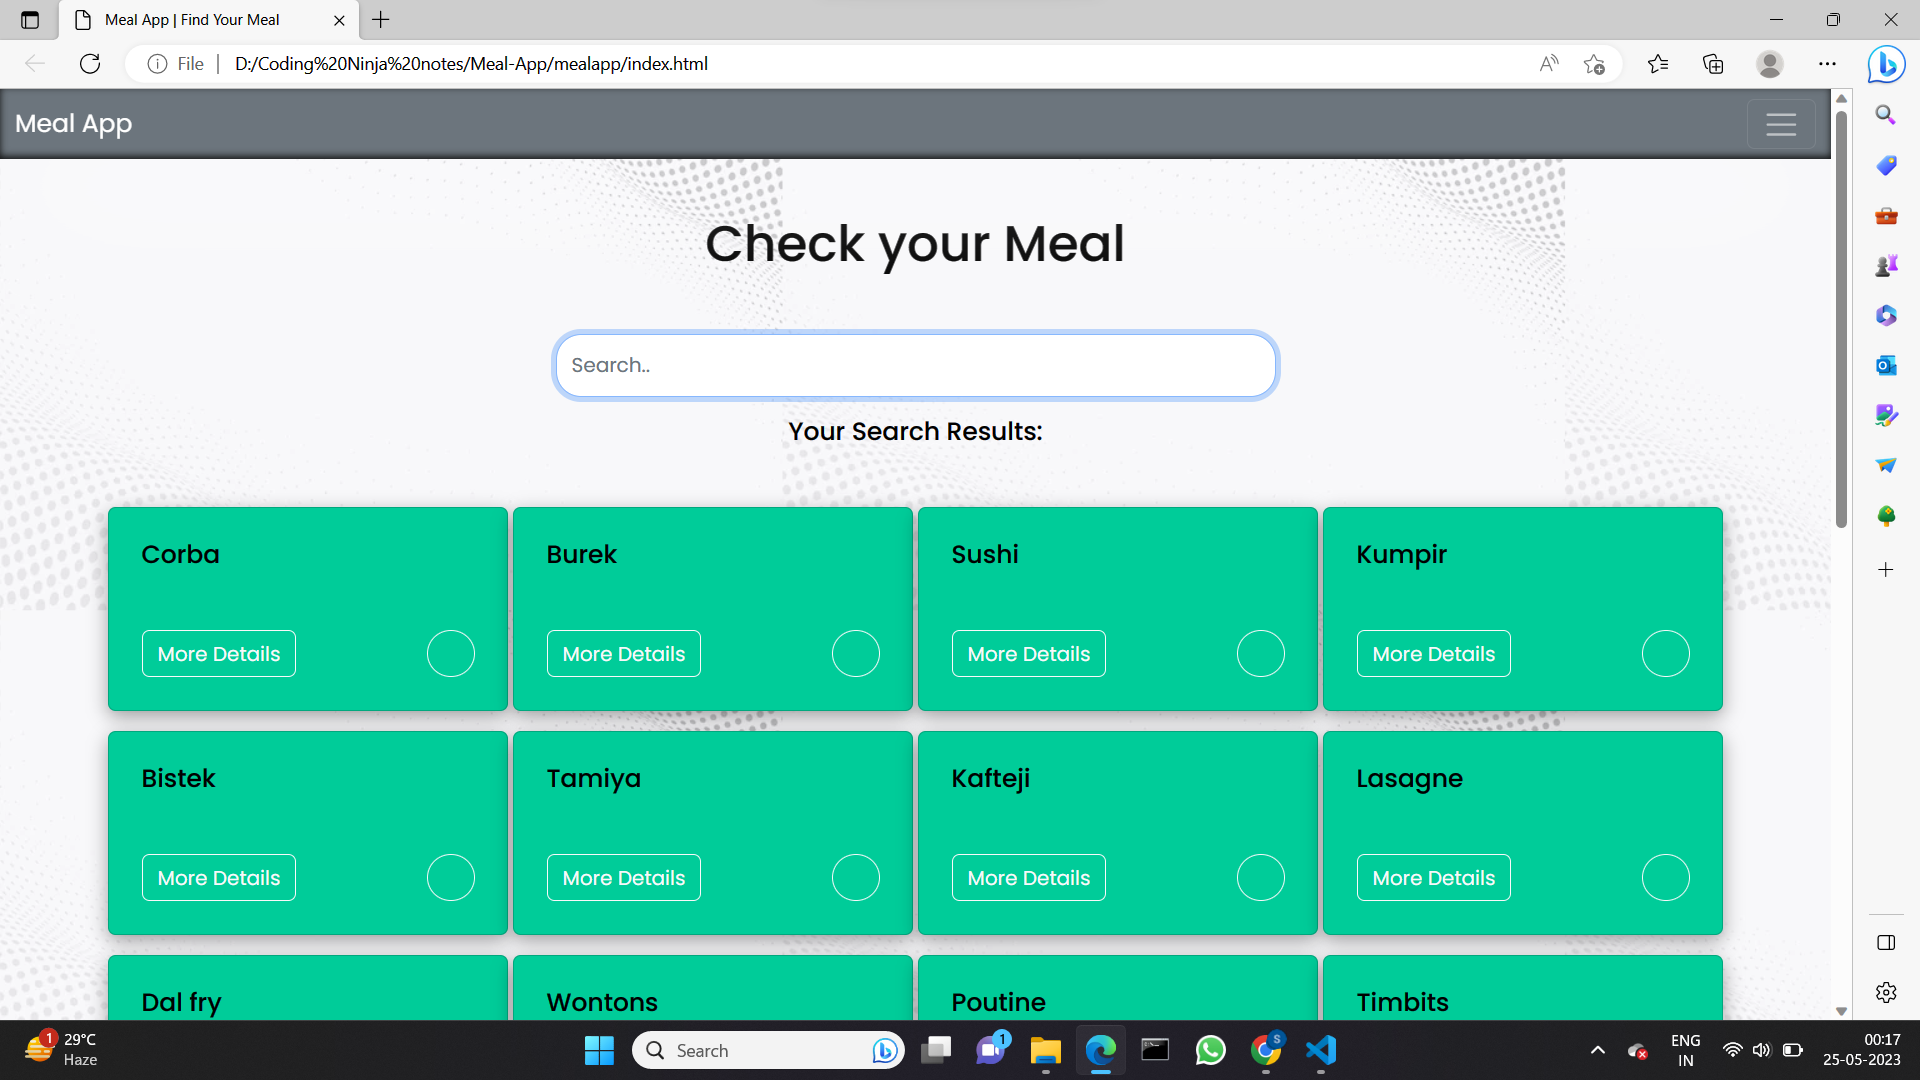 Meal App | Find Your Meal
File | D:/Coding%20Ninja%20notes/Meal-App/mealapp/index.html
Meal App
Check your Meal
Search..
Your Search Results:
Corba
Burek
Sushi
Kumpir
More Details
More Details
More Details
More Details
Bistek
Tamiya
Kafteji
Lasagne
More Details
More Details
More Details
More Details
Dal fry
Wontons
Poutine
Timbits
1
29°C
Haze
Search
1
S
ENG
IN
00:17
25-05-2023